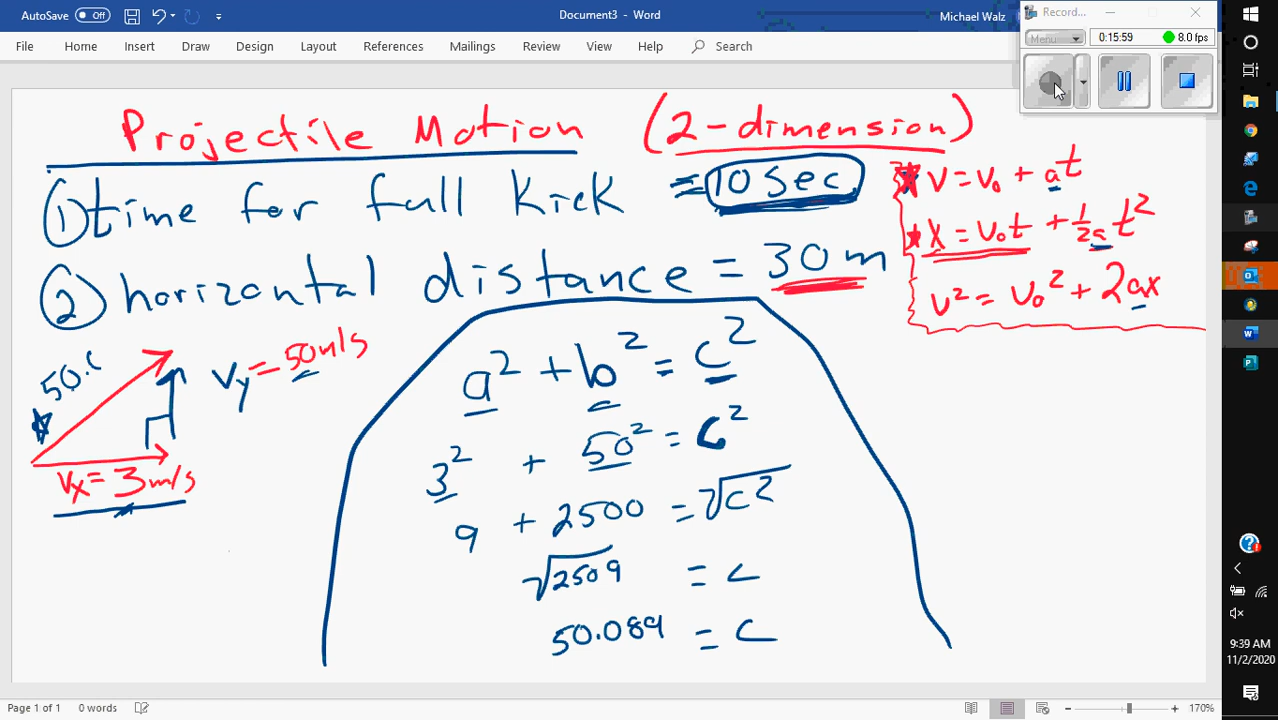 AutoSave Off Document3 - Word Michael Walz
File Home Insert Draw Design Layout References Mailings Review View Help Search
Record...
Menu 0:15:59 8.0 fps
Projectile Motion (2-dimension)
① time for full kick = 10 sec
② horizontal distance = 30m
v = v₀ + at
x = v₀t + ½at²
v² = v₀² + 2ax
50.0
vy = 50m/s
vx = 3m/s
a² + b² = c²
3² + 50² = c²
9 + 2500 = √c²
√2509 = c
50.089 = c
9:39 AM
11/2/2020
Page 1 of 1 0 words 170%